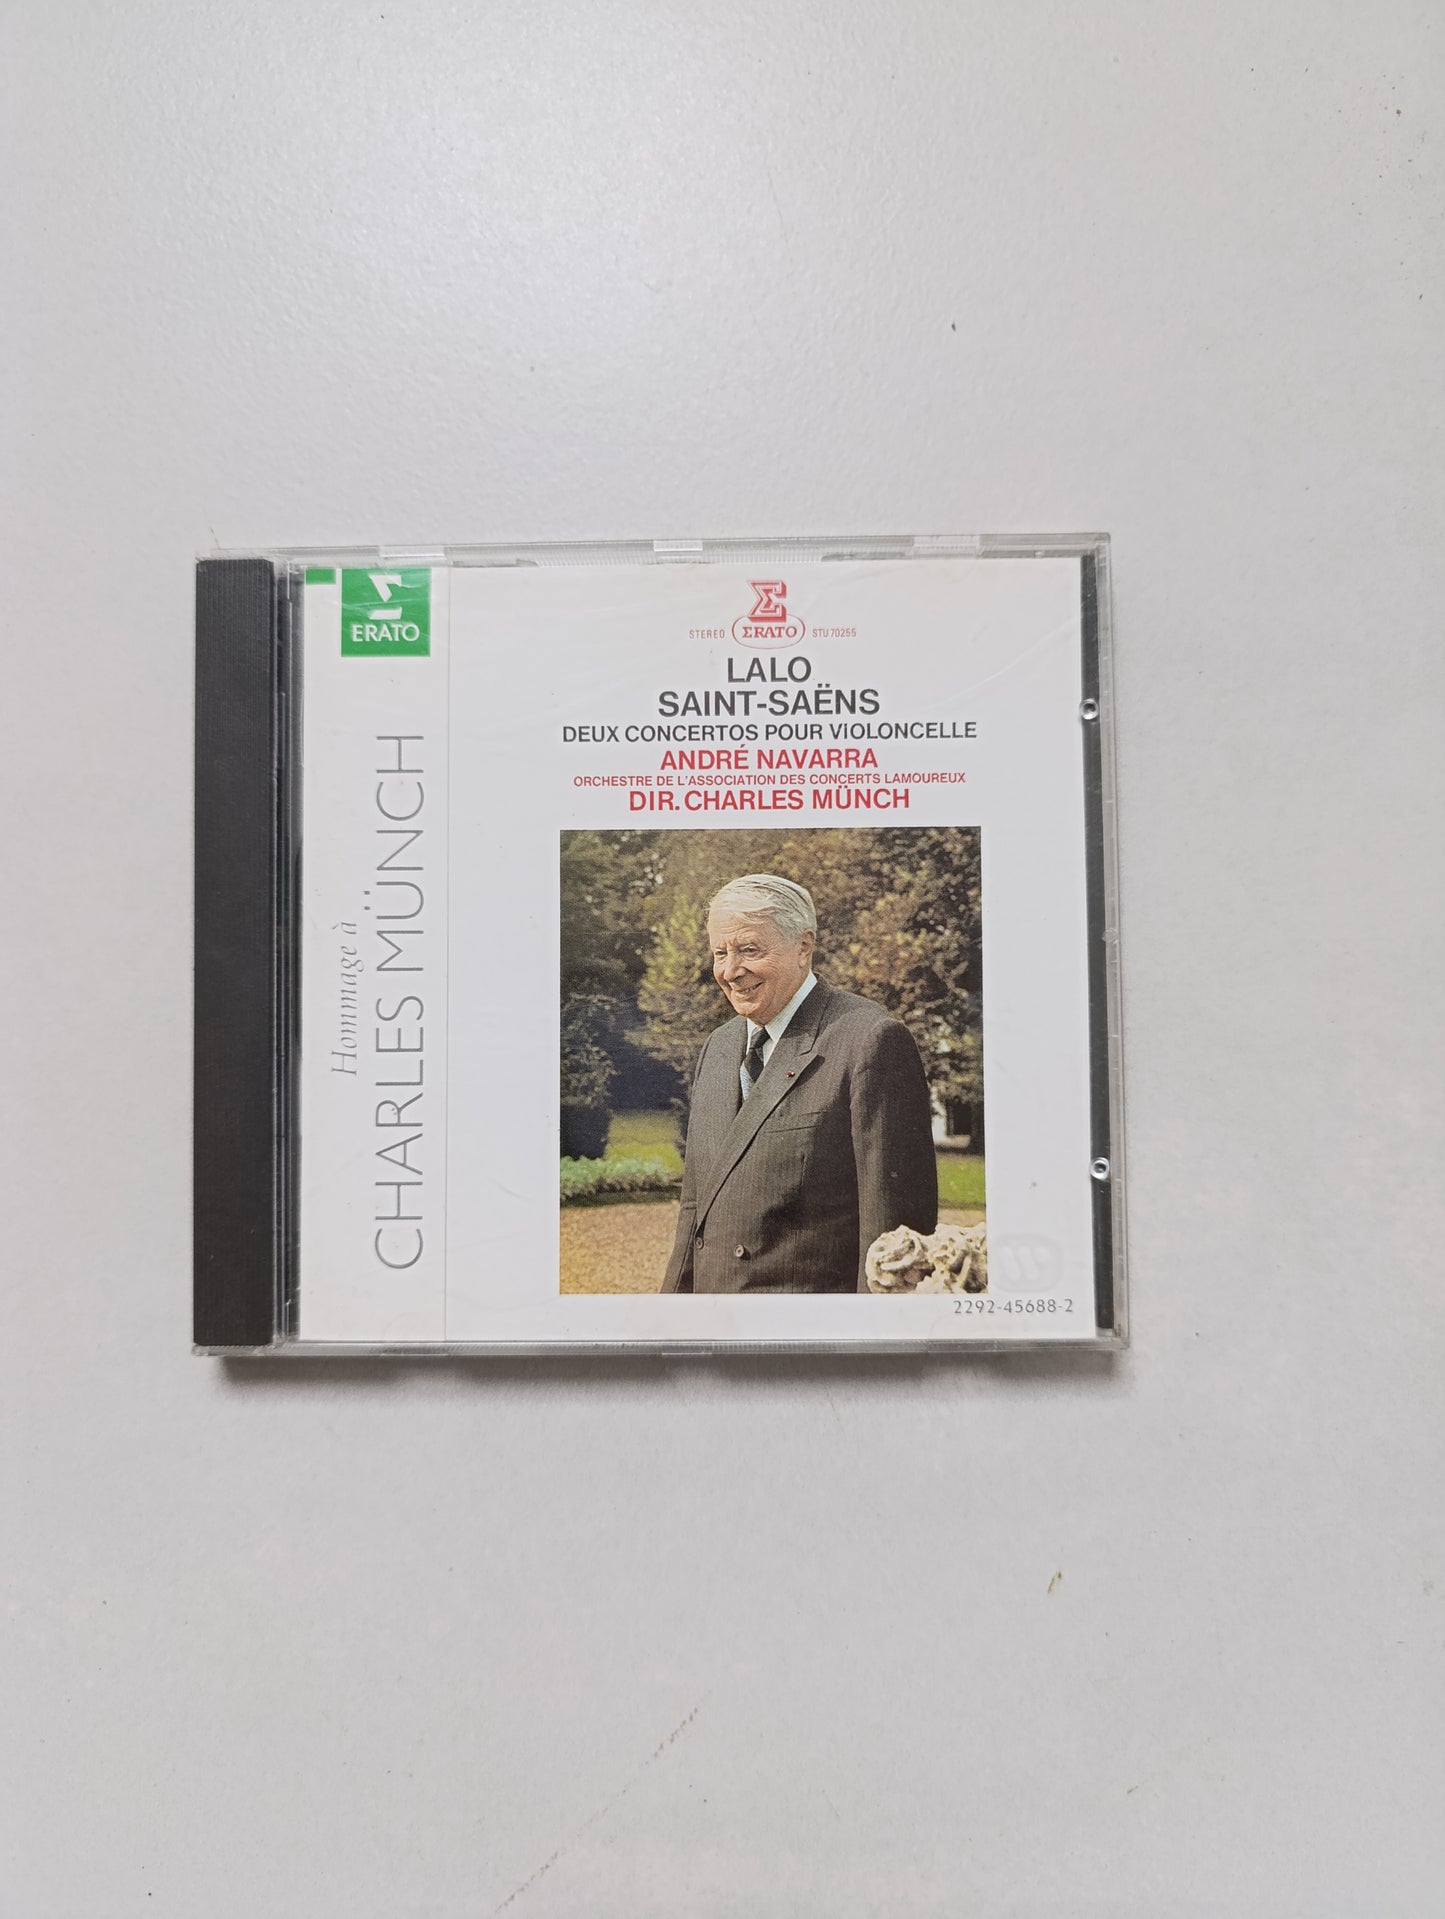 ERATO
Hommage à
CHARLES MÜNCH
STEREO ERATO STU 70255
LALO
SAINT-SAËNS
DEUX CONCERTOS POUR VIOLONCELLE
ANDRÉ NAVARRA
ORCHESTRE DE L'ASSOCIATION DES CONCERTS LAMOUREUX
DIR. CHARLES MÜNCH
2292-45688-2